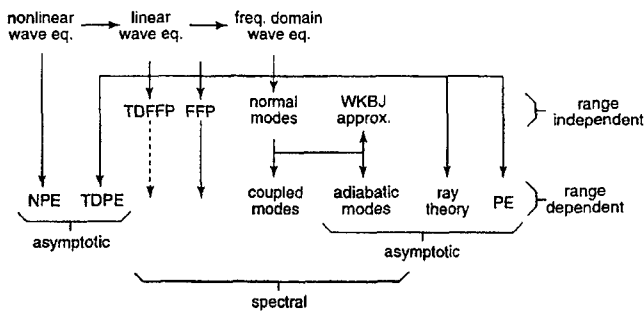 nonlinear
wave eq.
linear
wave eq.
freq. domain
wave eq.
TDFFP
FFP
normal
modes
WKBJ
approx.
range
independent
NPE
TDPE
coupled
modes
adiabatic
modes
ray
theory
PE
range
dependent
asymptotic
asymptotic
spectral